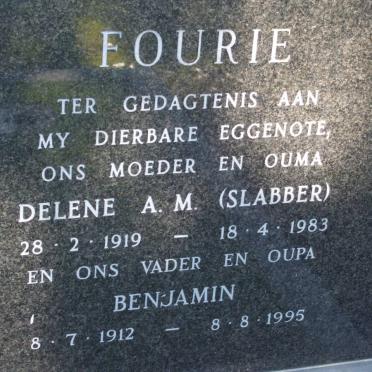 FOURIE
TER GEDAGTENIS AAN
MY DIERBARE EGGENOTE,
ONS MOEDER EN OUMA
DELENE A. M. (SLABBER)
28 · 2 · 1919 — 18 · 4 · 1983
EN ONS VADER EN OUPA
BENJAMIN
8 · 7 · 1912 — 8 · 8 · 1995